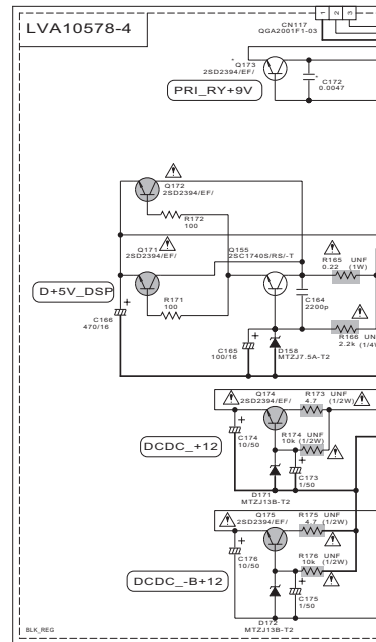 LVA10578-4
CN117
QGA2001F1-03
1 2 3
Q173
2SD2394/EF/
PRI_RY+9V
C172
0.0047
Q172
2SD2394/EF/
R172
100
Q171
2SD2394/EF/
Q155
2SC1740S/RS/-T
R165 UNF
0.22 (1W)
D+5V_DSP
R171
100
C164
2200p
C166
470/16
C165
100/16
D158
MTZJ7.5A-T2
R166 UN
2.2k (1/4
Q174
2SD2394/EF/
R173 UNF
4.7 (1/2W)
DCDC_+12
C174
10/50
R174 UNF
10k (1/2W)
C173
1/50
D171
MTZJ13B-T2
Q175
2SD2394/EF/
R175 UNF
4.7 (1/2W)
C176
10/50
R176 UNF
10k (1/2W)
DCDC_-B+12
C175
1/50
D172
MTZJ13B-T2
BLK_REG